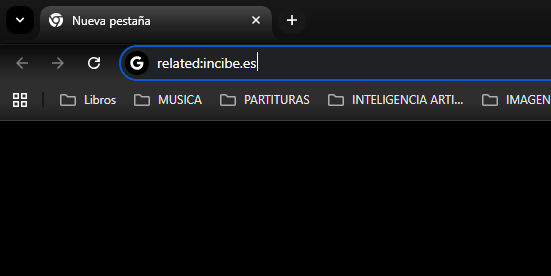 Nueva pestaña
related:incibe.es
Libros MUSICA PARTITURAS INTELIGENCIA ARTI... IMAGEN